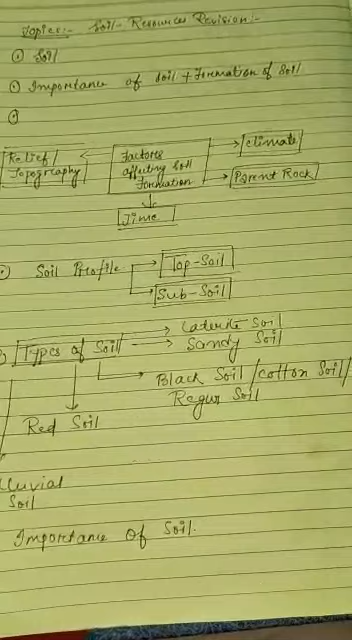 Topic:- Soil-Resources Revision:-
Soil
Importance of soil + Formation of Soil
Relief/ Topography
Factors affecting Soil Formation
Climate
Parent Rock
Time
Soil Profile
Top-Soil
Sub-Soil
Types of Soil
Laterite Soil
Sandy Soil
Black Soil/cotton Soil/
Regur Soil
Red Soil
lluvial
Soil
Importance of Soil.